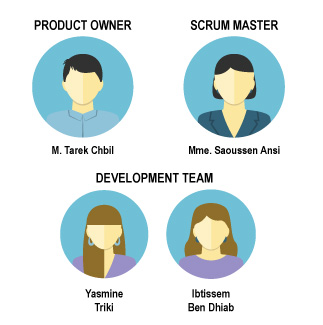 PRODUCT OWNER
SCRUM MASTER
M. Tarek Chbil
Mme. Saoussen Ansi
DEVELOPMENT TEAM
Yasmine
Triki
Ibtissem
Ben Dhiab